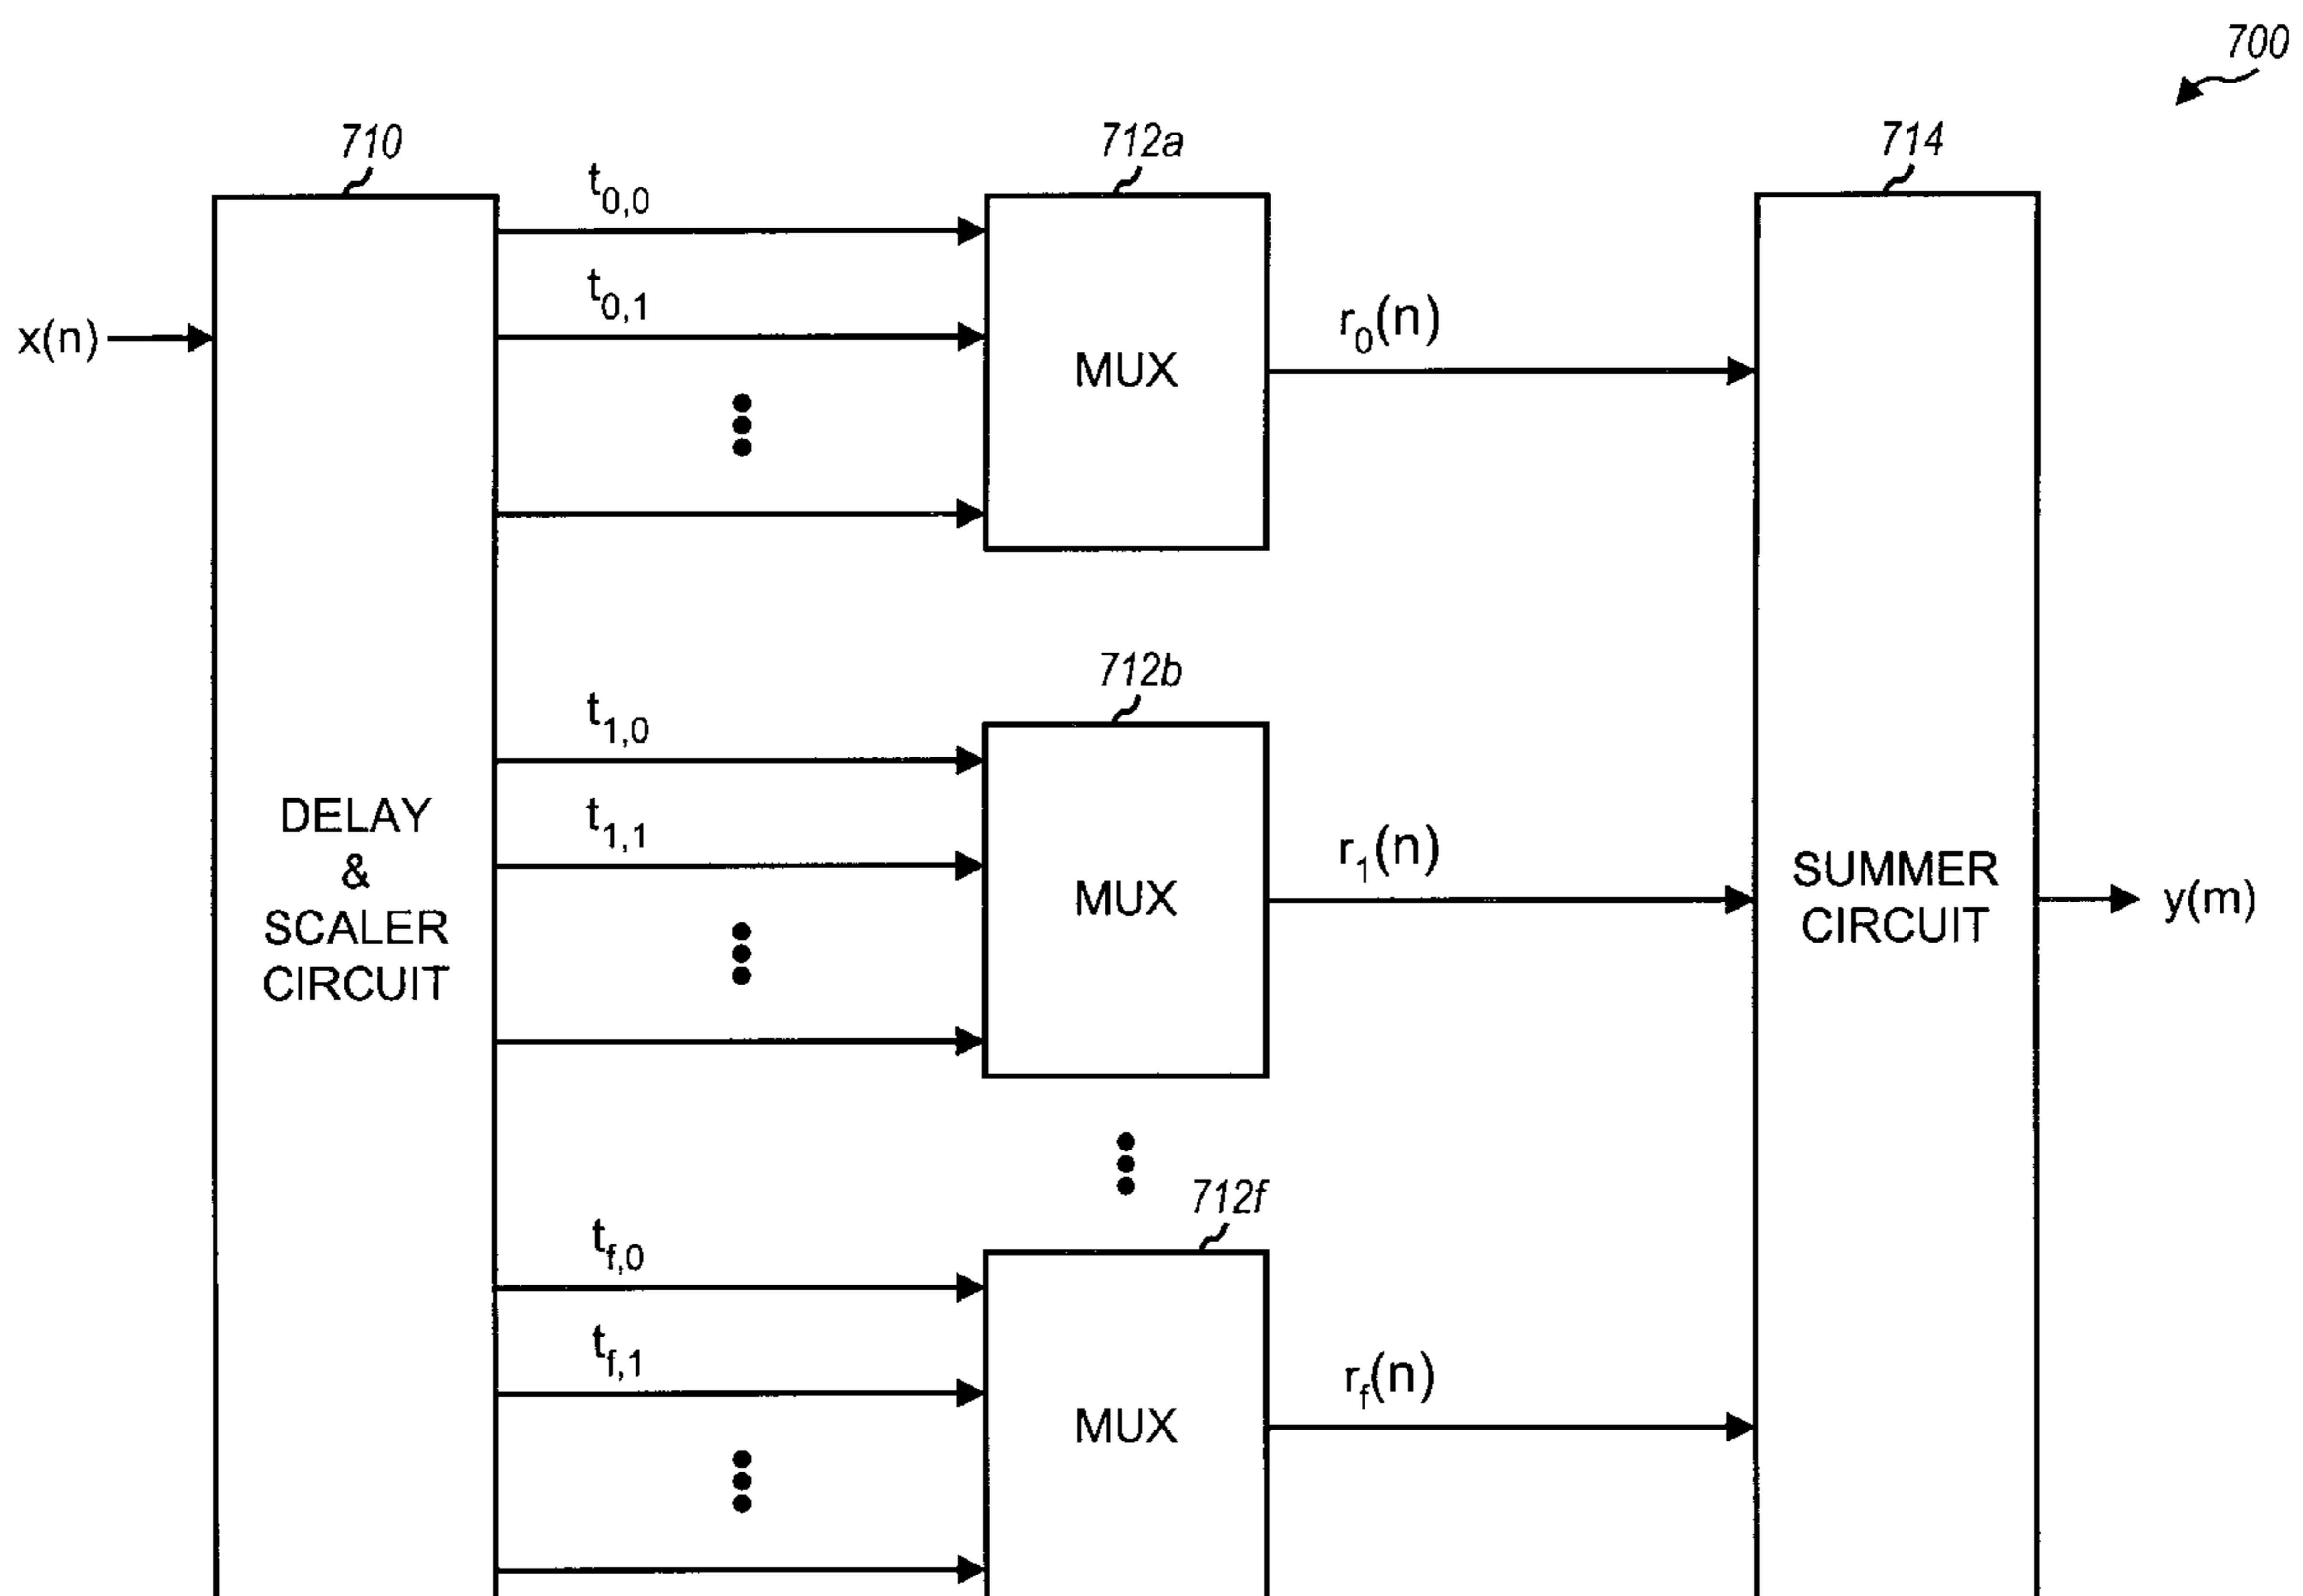 700
710
712a
714
t0,0
t0,1
x(n)
r0(n)
MUX
712b
t1,0
t1,1
DELAY
&
SCALER
CIRCUIT
MUX
r1(n)
SUMMER
CIRCUIT
y(m)
712f
tf,0
tf,1
MUX
rf(n)